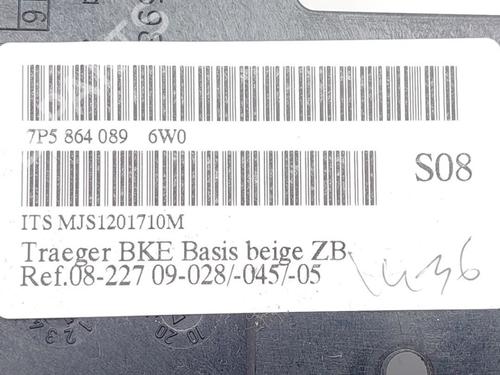 7P5 864 089 6W0
S08
ITS MJS1201710M
Traeger BKE Basis beige ZB
Ref.08-227 09-028/-045/-05
1436